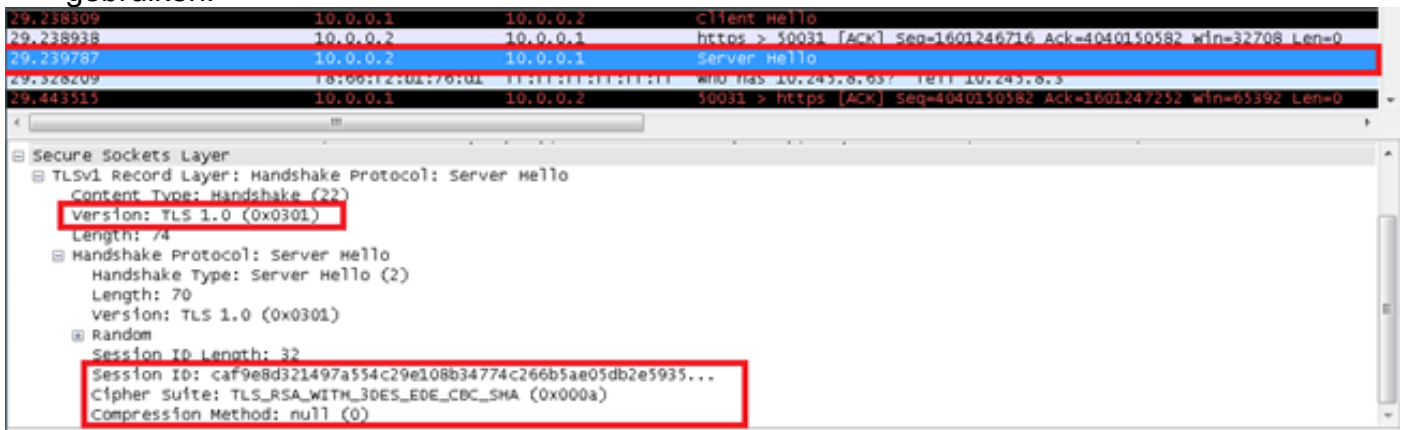 gebruiken.
29.238309 10.0.0.1 10.0.0.2 Client Hello
29.238938 10.0.0.2 10.0.0.1 https > 50031 [ACK] Seq=1601246716 Ack=4040150582 Win=32708 Len=0
29.239787 10.0.0.2 10.0.0.1 Server Hello
29.328209 who has 10.245.8.63? Tell 10.245.8.3
29.443515 10.0.0.1 10.0.0.2 50031 > https [ACK] Seq=4040150582 Ack=1601247252 Win=65392 Len=0
Secure Sockets Layer
TLSv1 Record Layer: Handshake Protocol: Server Hello
Content Type: Handshake (22)
Version: TLS 1.0 (0x0301)
Length: 74
Handshake Protocol: Server Hello
Handshake Type: Server Hello (2)
Length: 70
Version: TLS 1.0 (0x0301)
Random
Session ID Length: 32
Session ID: caf9e8d321497a554c29e108b34774c266b5ae05db2e5935...
Cipher Suite: TLS_RSA_WITH_3DES_EDE_CBC_SHA (0x000a)
Compression Method: null (0)